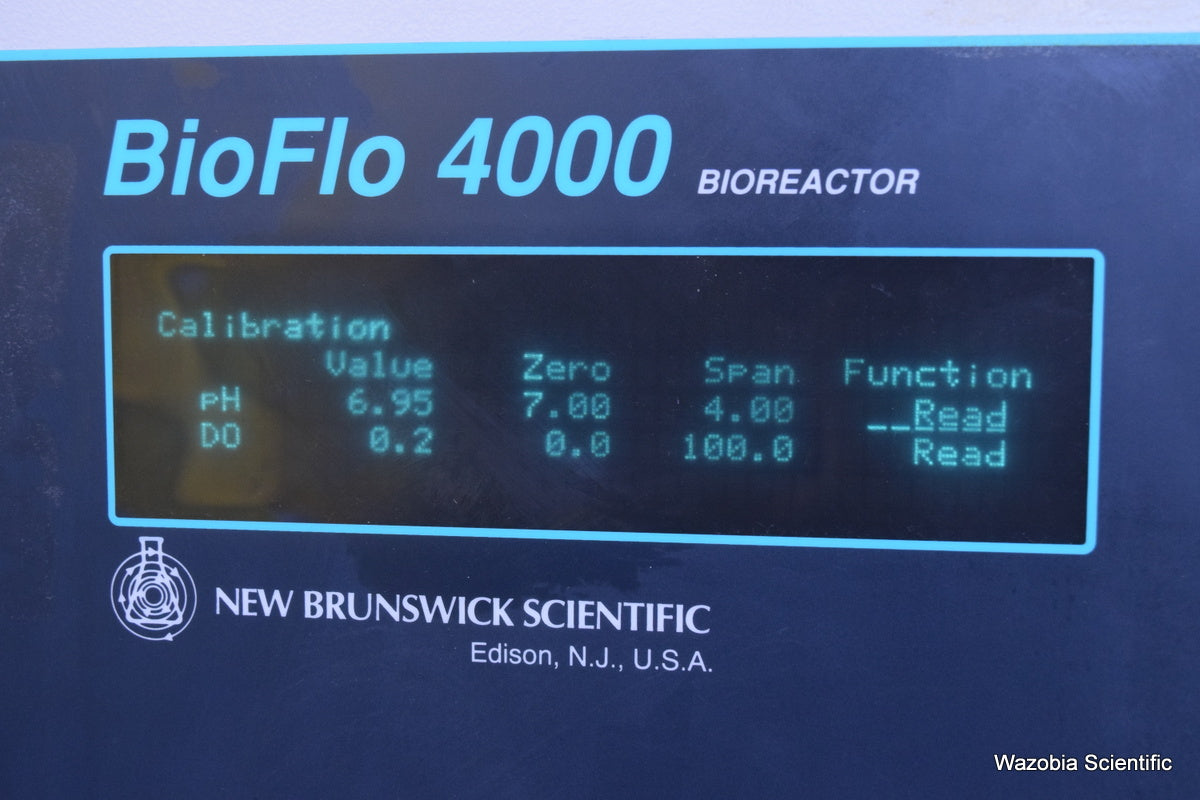 BioFlo 4000 BIOREACTOR
Calibration
Value Zero Span Function
pH 6.95 7.00 4.00 __Read
DO 0.2 0.0 100.0 Read
NEW BRUNSWICK SCIENTIFIC
Edison, N.J., U.S.A.
Wazobia Scientific